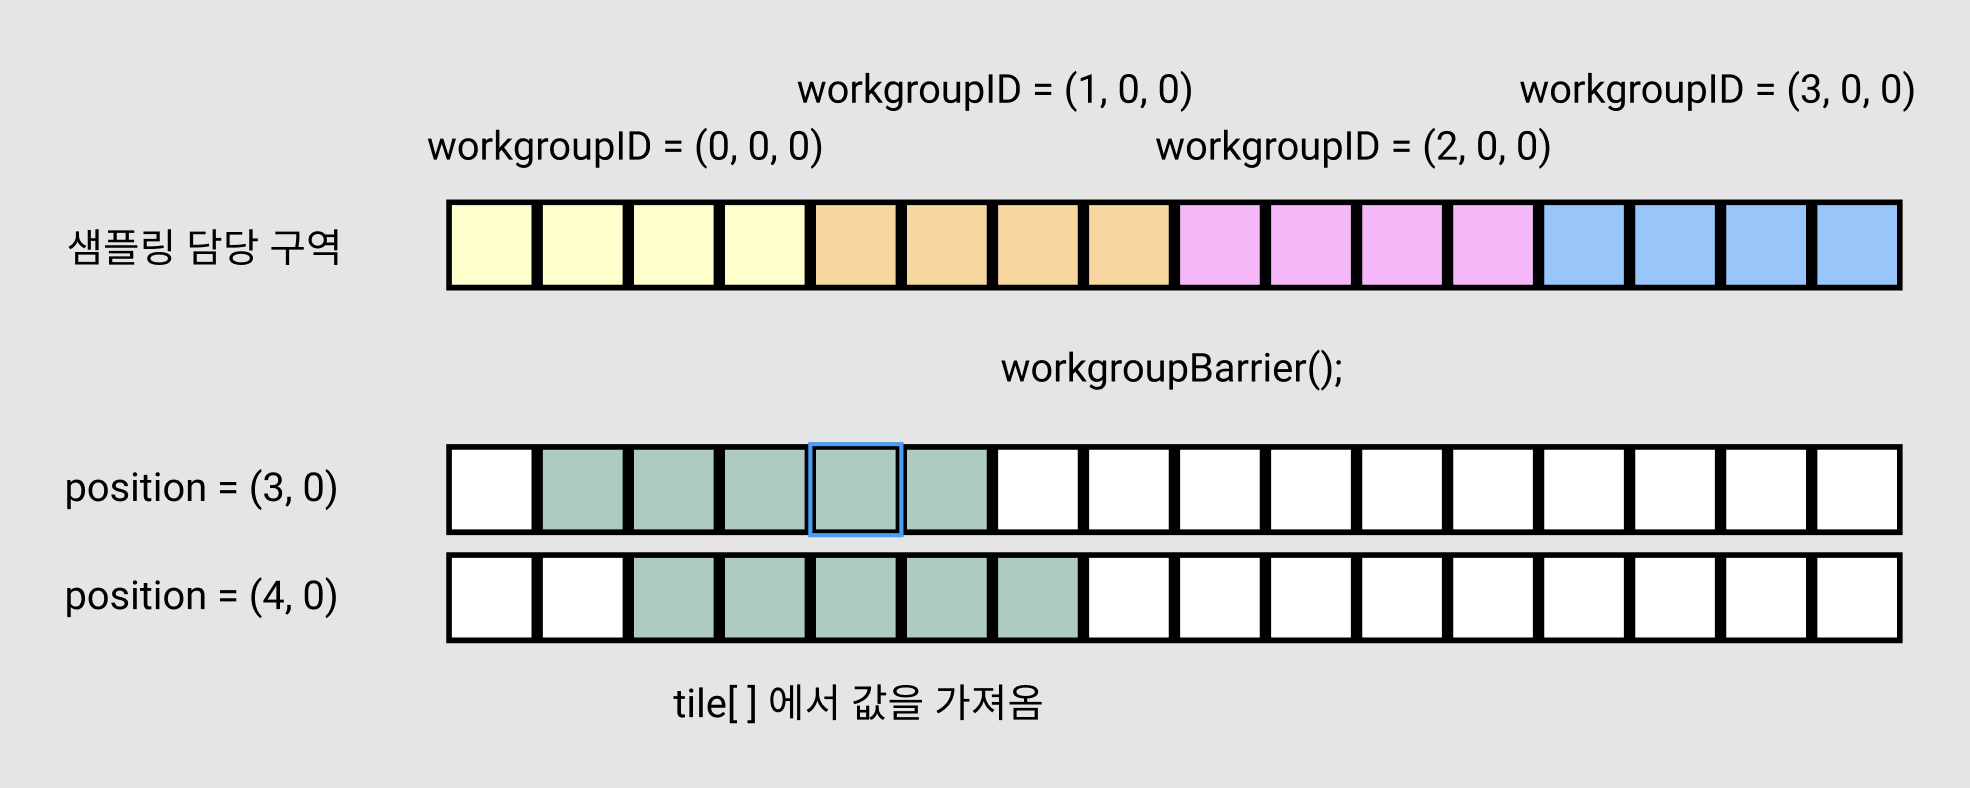 workgroupID = (1, 0, 0)
workgroupID = (3, 0, 0)
workgroupID = (0, 0, 0)
workgroupID = (2, 0, 0)
샘플링 담당 구역
workgroupBarrier();
position = (3, 0)
position = (4, 0)
tile[ ] 에서 값을 가져옴